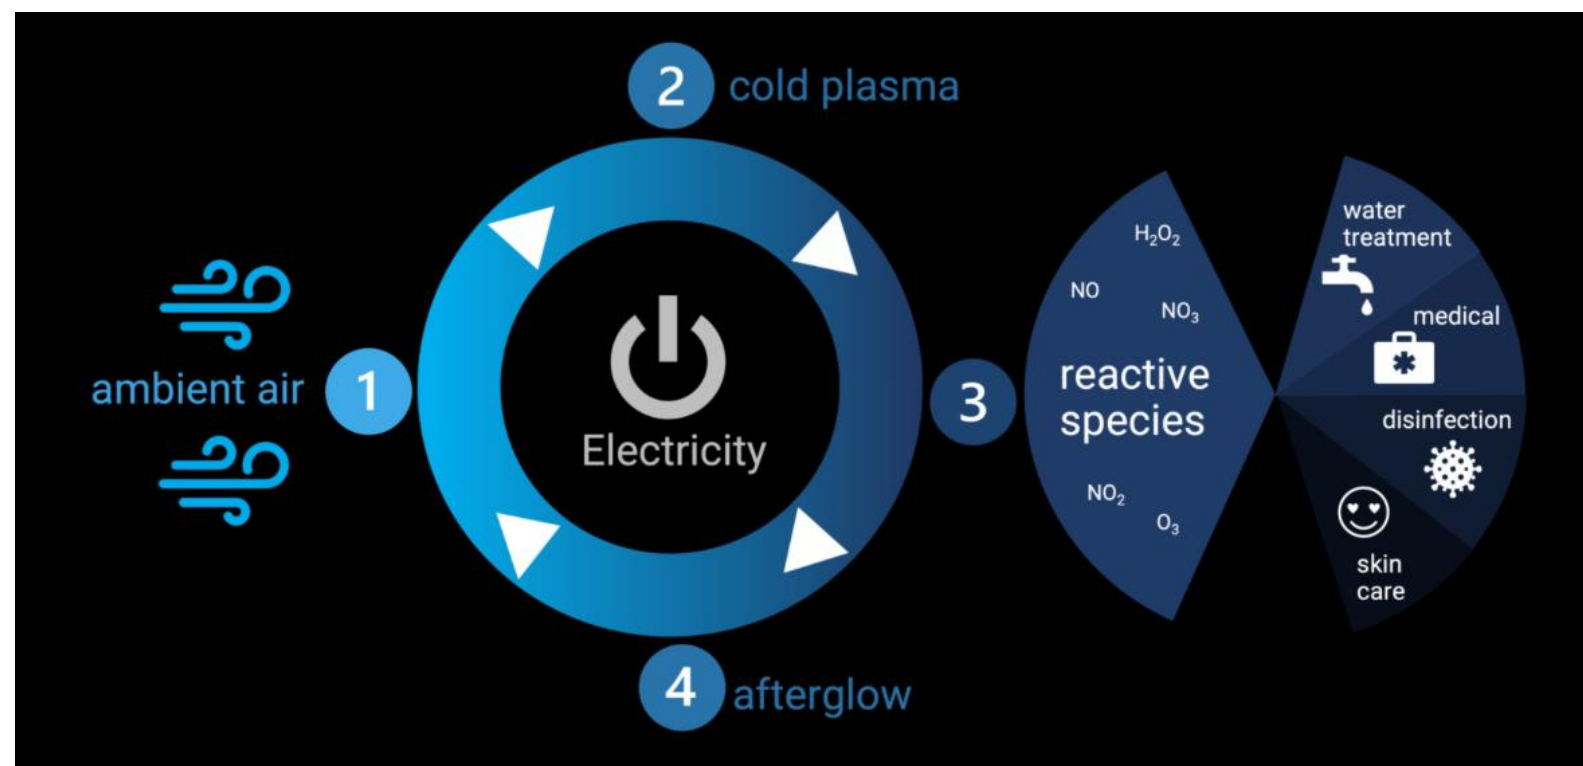 2 cold plasma
ambient air
1
Electricity
3
H₂O₂
NO
NO₃
reactive
species
NO₂
O₃
water
treatment
medical
disinfection
skin
care
4 afterglow